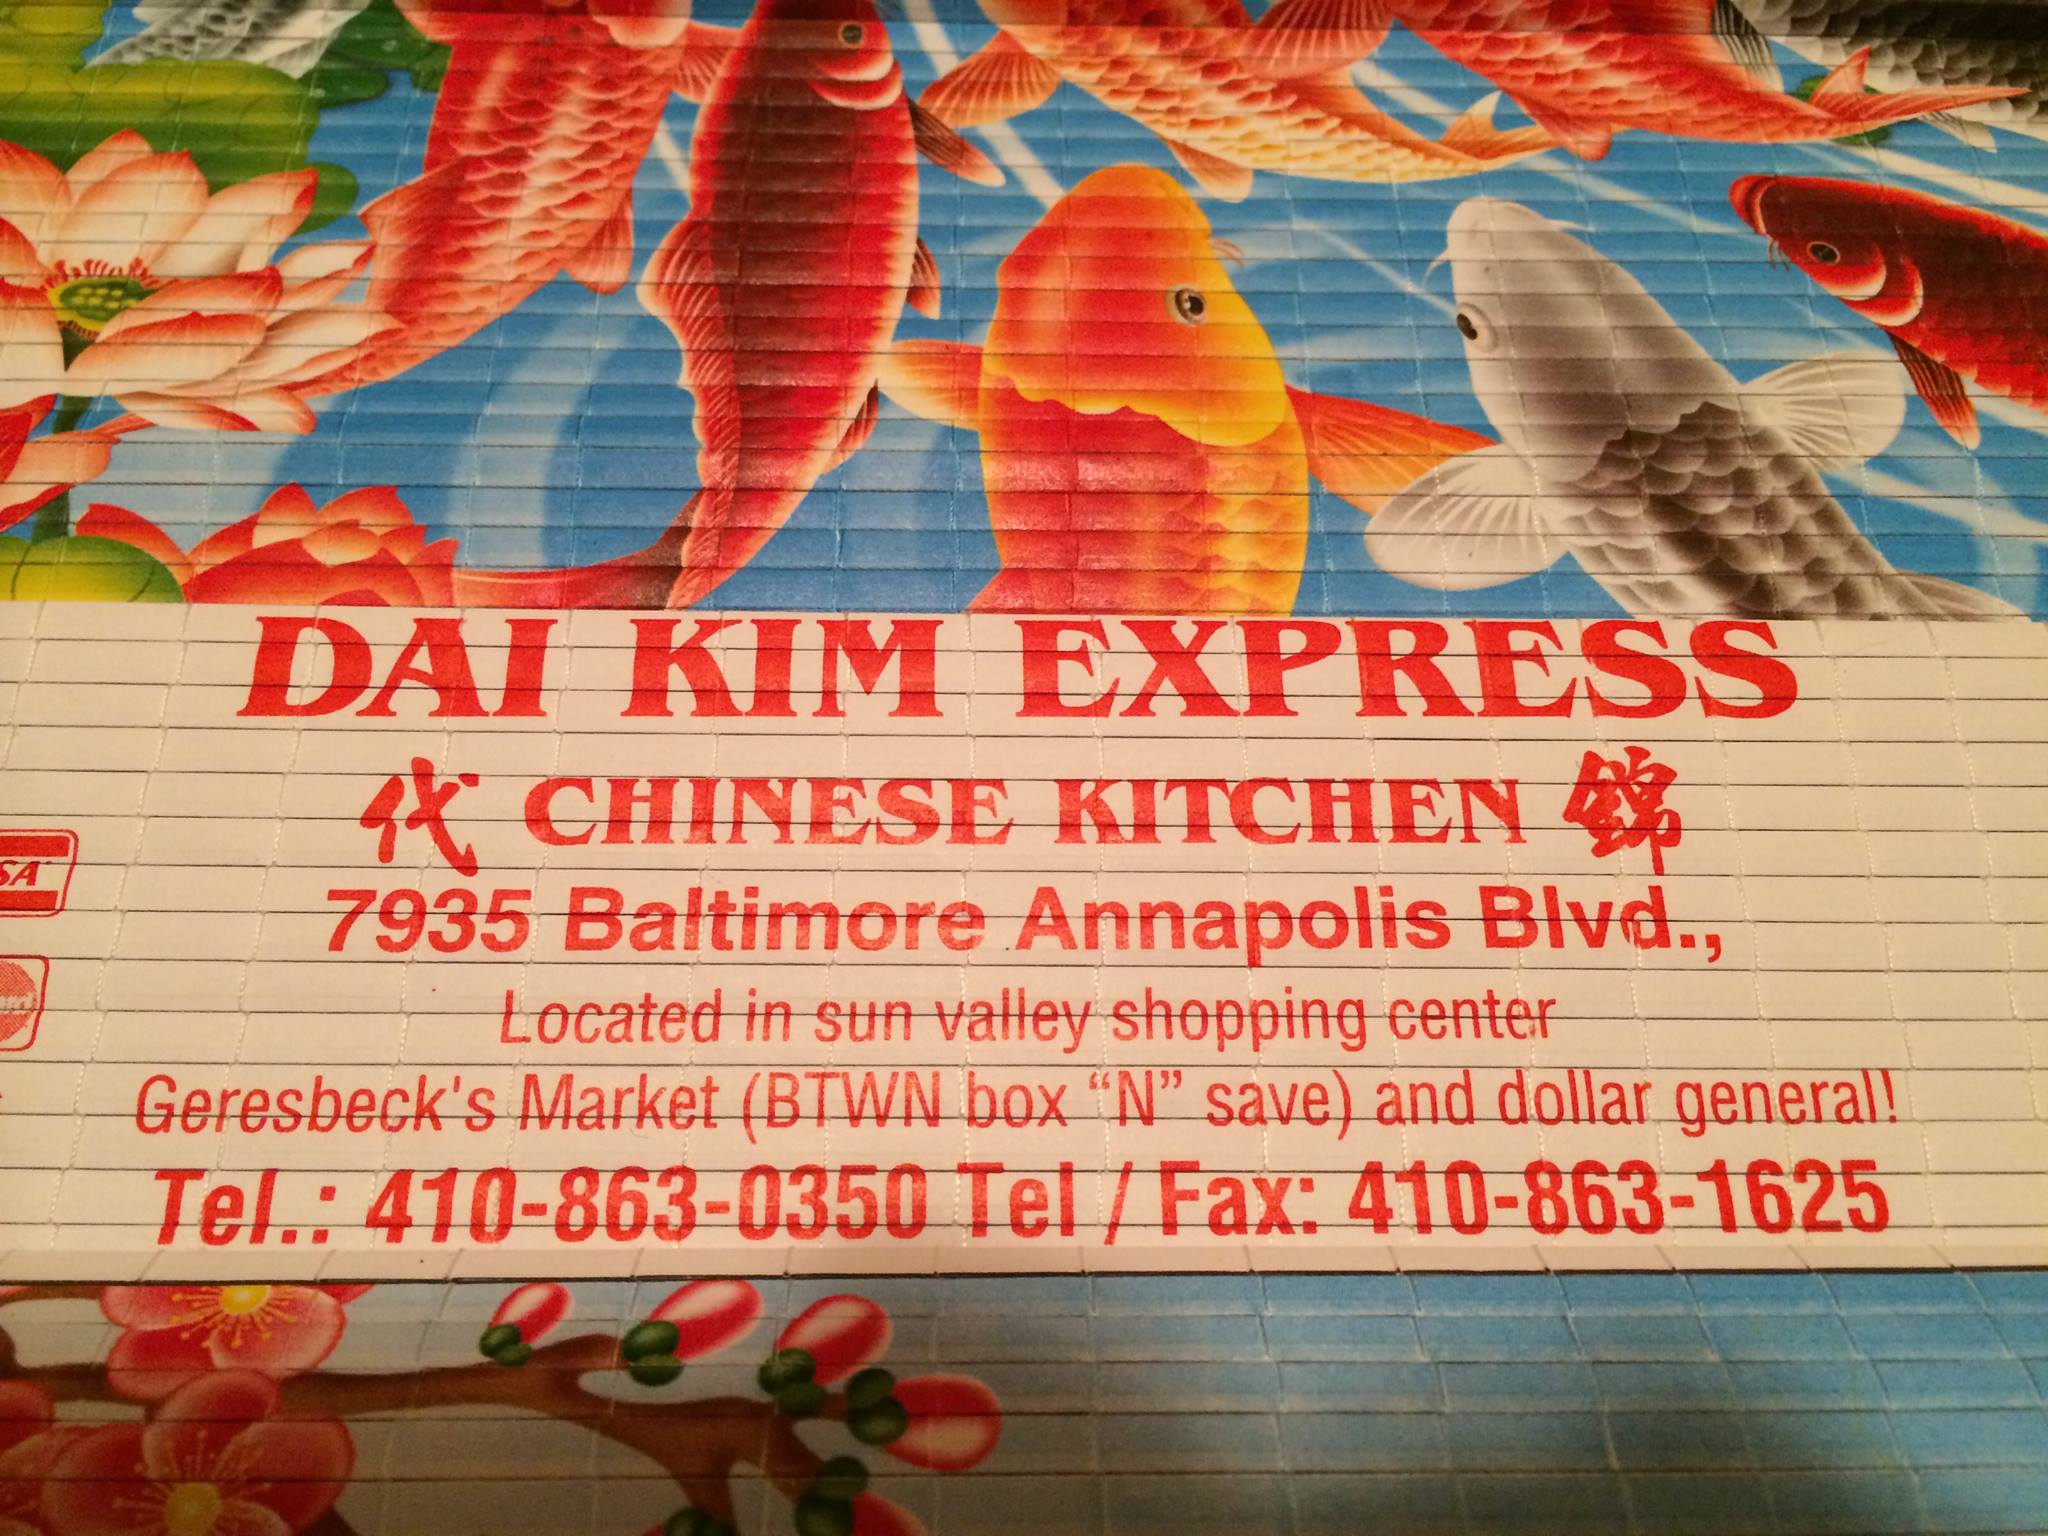 DAI KIM EXPRESS
代 CHINESE KITCHEN 錦
7935 Baltimore Annapolis Blvd.,
Located in sun valley shopping center
Geresbeck's Market (BTWN box “N” save) and dollar general!
Tel.: 410-863-0350 Tel / Fax: 410-863-1625